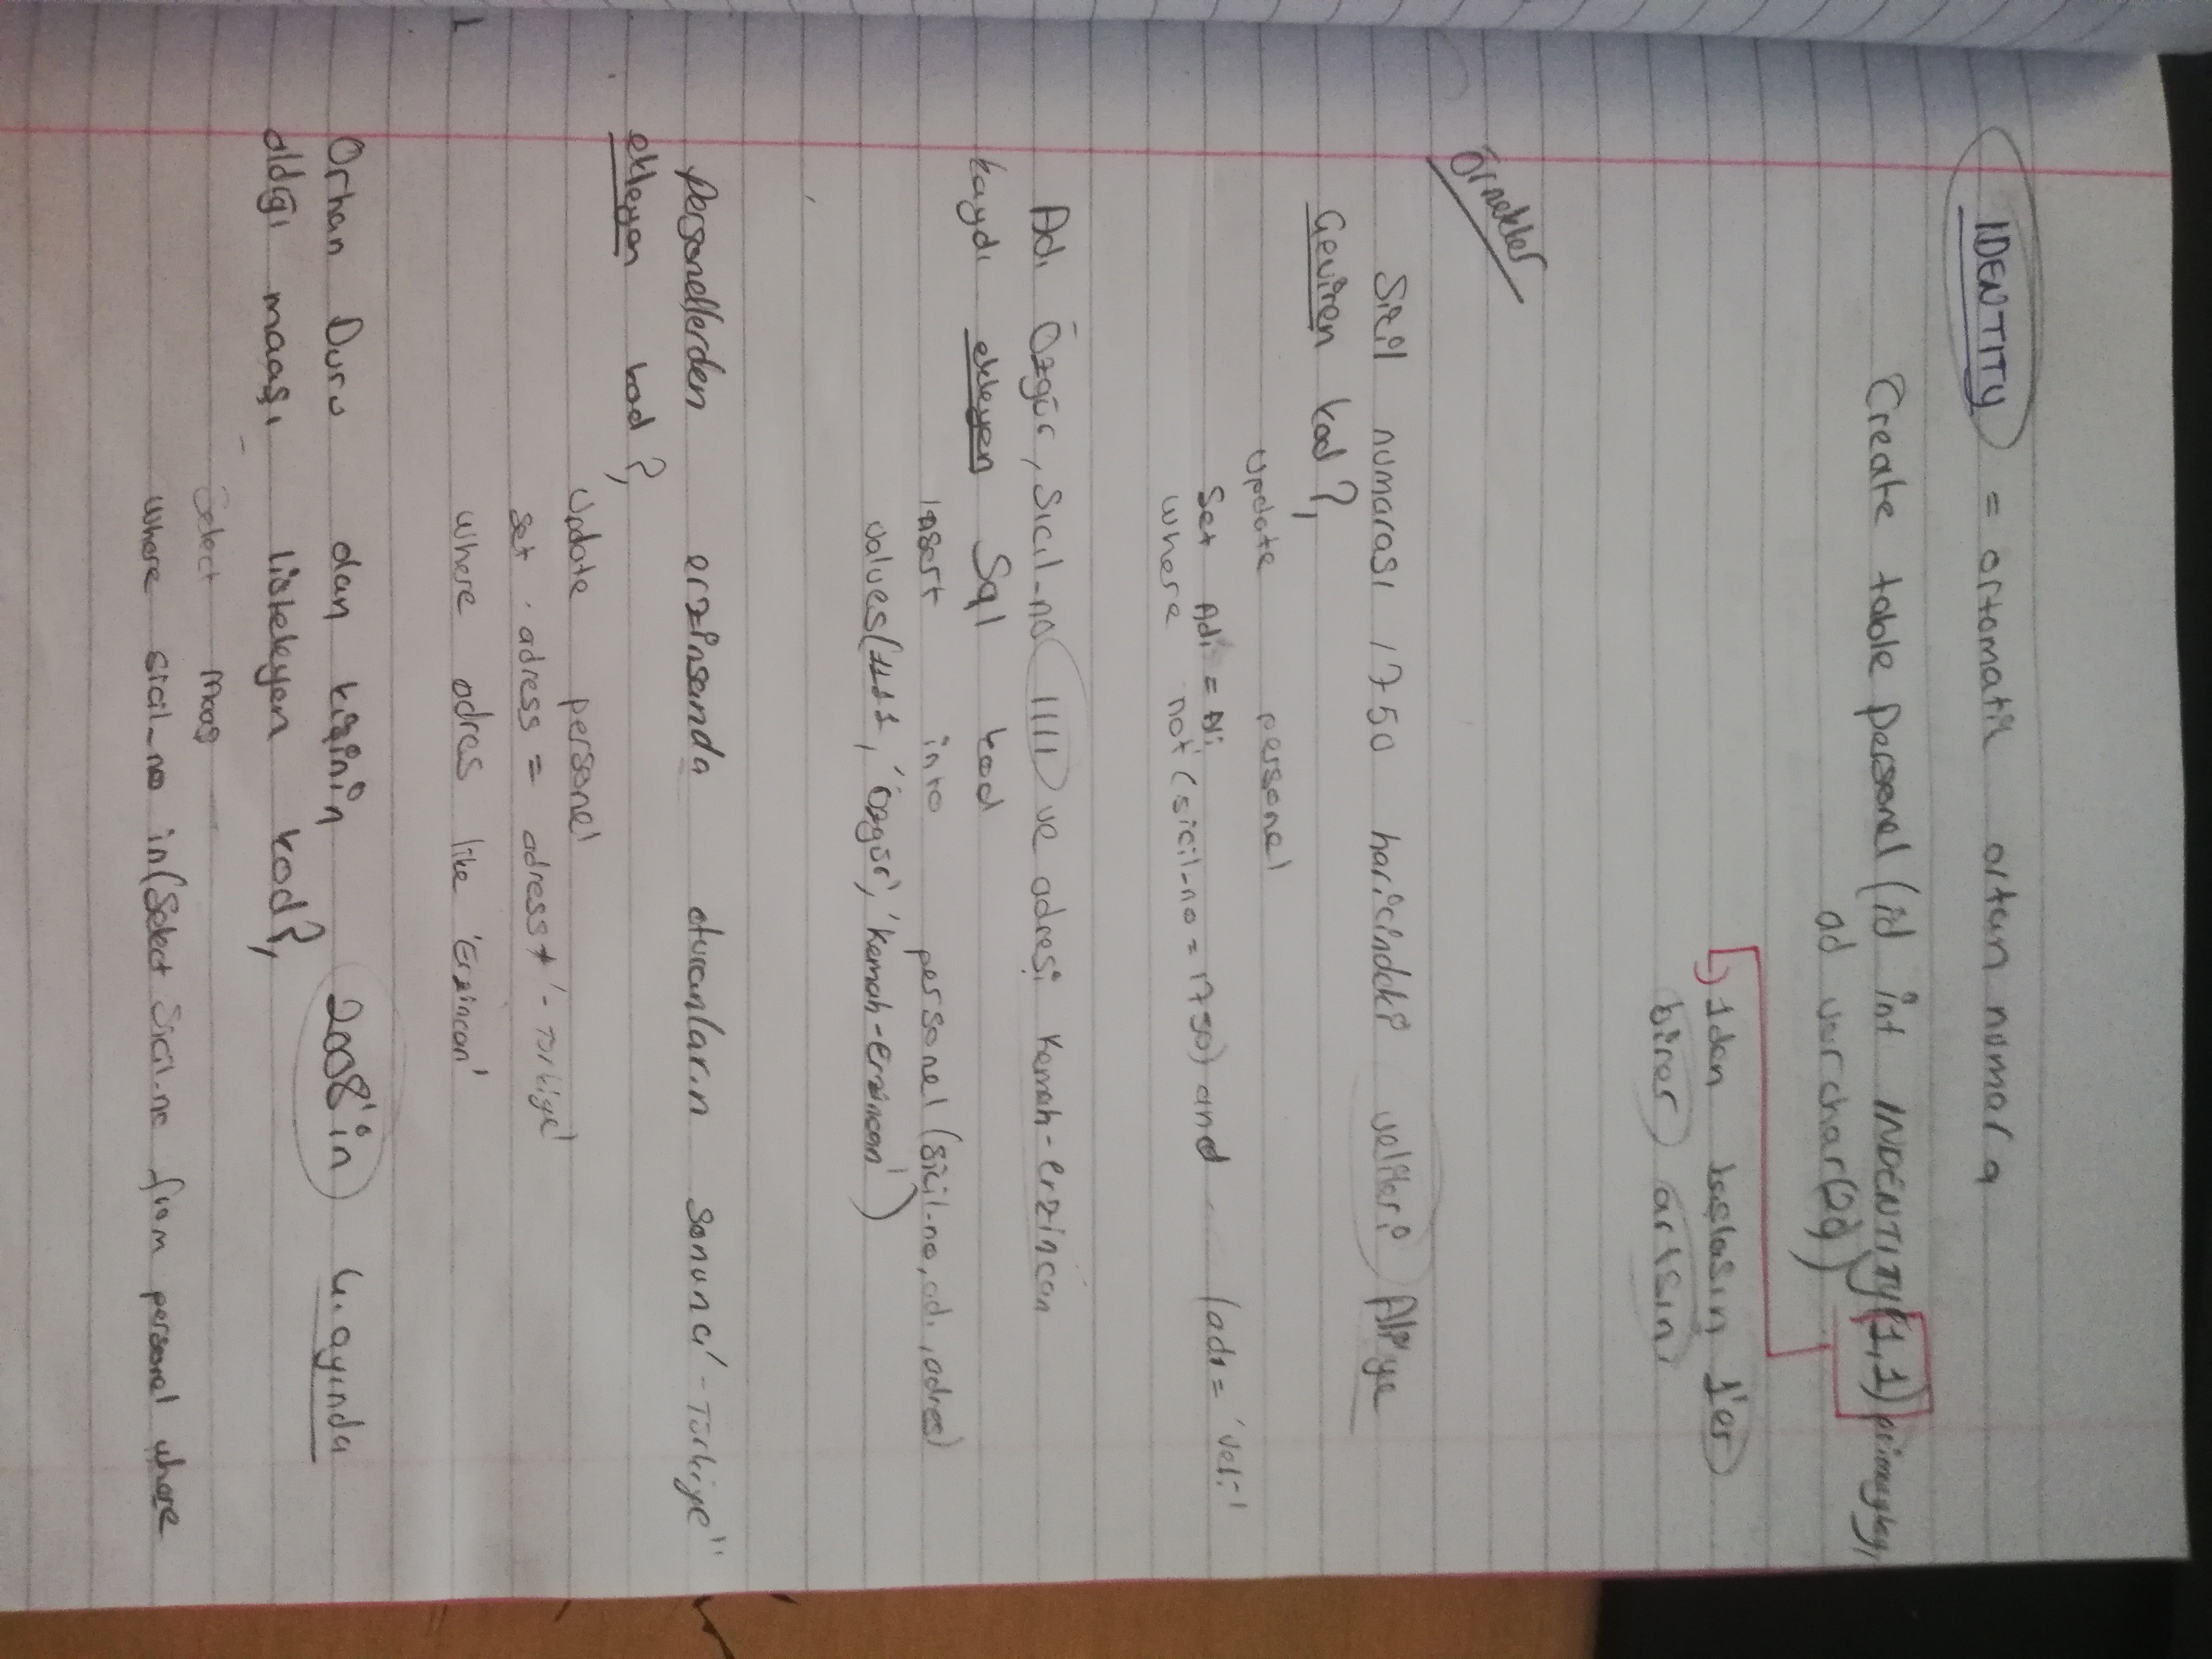 IDENTITY = ortomatik artan numara
Create table personel (id int INDENTITY(1,1) primaykey,
ad varchar(20)
1den başlasın 1'er
birer artsın
Örnekler
Sizil numarası 1750 haricindeki velileri Ali'ye
Çeviren kod?,
update personel
Set Adi = Ali
where not (sicil-no = 1750) and (adı = 'veli'
Adı Özgür, Sicil-no 1111 ve adresi Kemah-erzincan
kaydı ekleyen Sql kod
Insert into personel (sicil-no, adı, adres)
values(1111, 'Özgür', 'Kemah-Erzincan')
Personellerden erzinsanda oturanların sonuna '-Türkiye''
ekleyen kod?,
Update personel
set adress = adress + '-Türkiye'
where adres like 'Erzincan'
Orhan Duru olan kişinin 2008'in 4. ayında
aldığı maaşı listeleyen kod?,
Select Maaş
where sicil-no in(Select Sicil-no from personel where